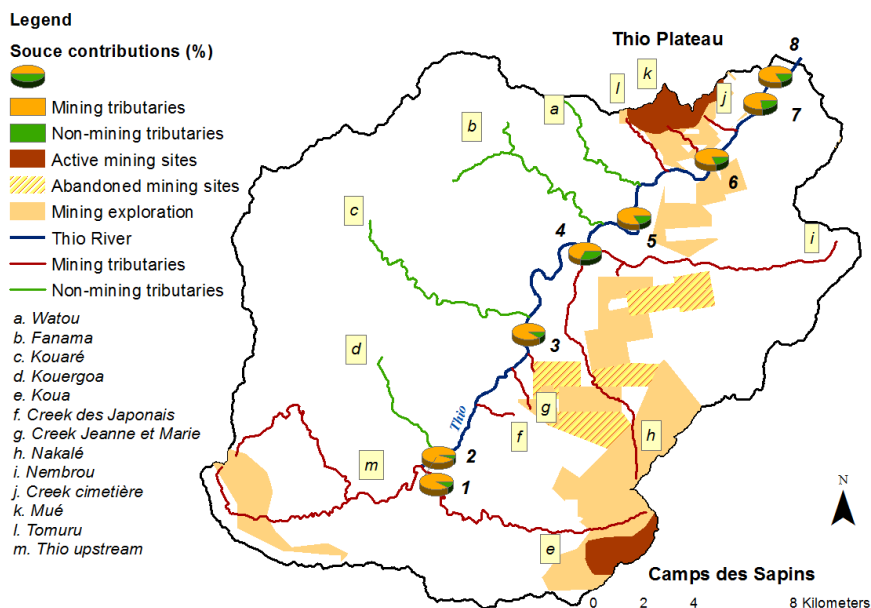 Legend
Souce contributions (%)
Mining tributaries
Non-mining tributaries
Active mining sites
Abandoned mining sites
Mining exploration
Thio River
Mining tributaries
Non-mining tributaries
a. Watou
b. Fanama
c. Kouaré
d. Kouergoa
e. Koua
f. Creek des Japonais
g. Creek Jeanne et Marie
h. Nakalé
i. Nembrou
j. Creek cimetière
k. Mué
l. Tomuru
m. Thio upstream
Thio Plateau
8
l
k
j
7
a
b
6
c
4
5
i
3
d
Thio
g
f
h
2
m
1
N
e
Camps des Sapins
0 2 4 8 Kilometers